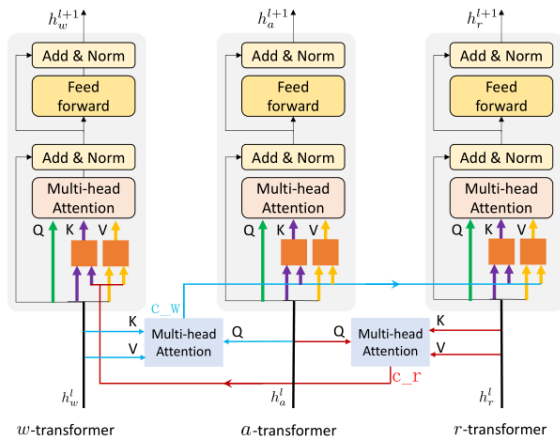 h_w^{l+1} h_a^{l+1} h_r^{l+1}
Add & Norm Add & Norm Add & Norm
Feed forward Feed forward Feed forward
Add & Norm Add & Norm Add & Norm
Multi-head Attention Multi-head Attention Multi-head Attention
Q K V Q K V Q K V
c_w
K Q Q K
Multi-head Attention Multi-head Attention
V V
c_r
h_w^l h_a^l h_r^l
w-transformer a-transformer r-transformer